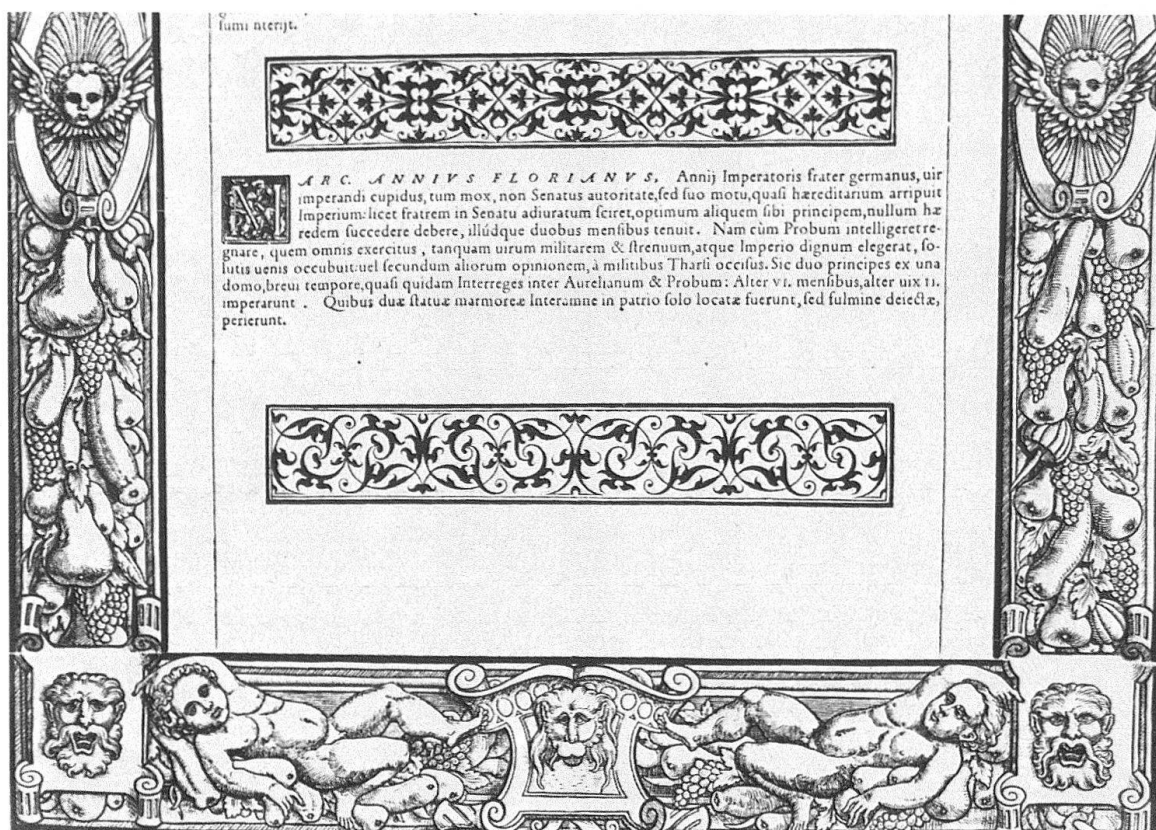 sumi nterijt.
MARC. ANNIVS FLORIANVS. Annij Imperatoris frater germanus, uir
imperandi cupidus, tum mox, non Senatus autoritate, sed suo motu, quasi hæreditarium arripuit
Imperium: licet fratrem in Senatu adiuratum sciret, optimum aliquem sibi principem, nullum hæ
redem succedere debere, illúdque duobus mensibus tenuit. Nam cùm Probum intelligeret re-
gnare, quem omnis exercitus, tanquam uirum militarem & strenuum, atque Imperio dignum elegerat, so-
lutis uenis occubuit: uel secundum aliorum opinionem, à militibus Tharsi occisus. Sic duo principes ex una
domo, breui tempore, quasi quidam Interreges inter Aurelianum & Probum: Alter VI. mensibus, alter uix II.
imperarunt. Quibus duæ statuæ marmoreæ Interamne in patrio solo locatæ fuerunt, sed fulmine deiectæ,
perierunt.